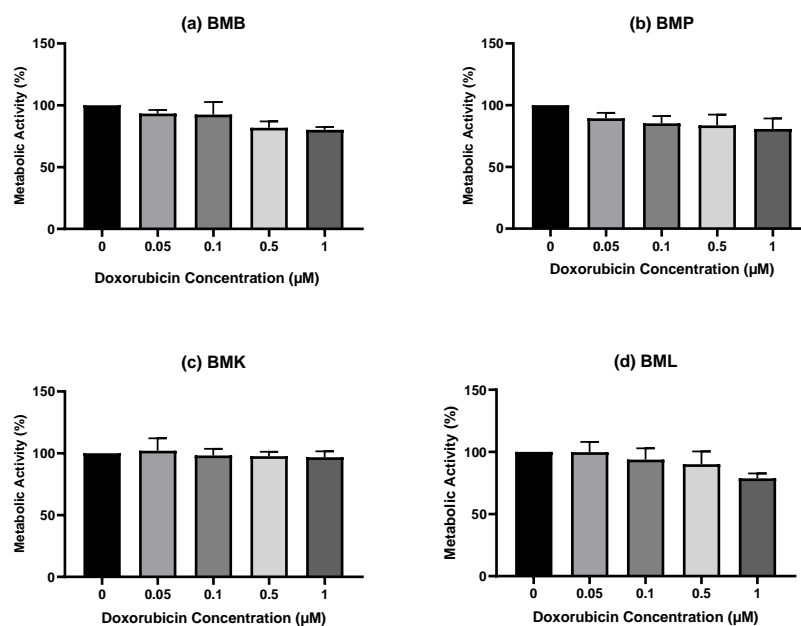 (a) BMB
Metabolic Activity (%)
150
100
50
0
0 0.05 0.1 0.5 1
Doxorubicin Concentration (µM)
(b) BMP
Metabolic Activity (%)
150
100
50
0
0 0.05 0.1 0.5 1
Doxorubicin Concentration (µM)
(c) BMK
Metabolic Activity (%)
150
100
50
0
0 0.05 0.1 0.5 1
Doxorubicin Concentration (µM)
(d) BML
Metabolic Activity (%)
150
100
50
0
0 0.05 0.1 0.5 1
Doxorubicin Concentration (µM)